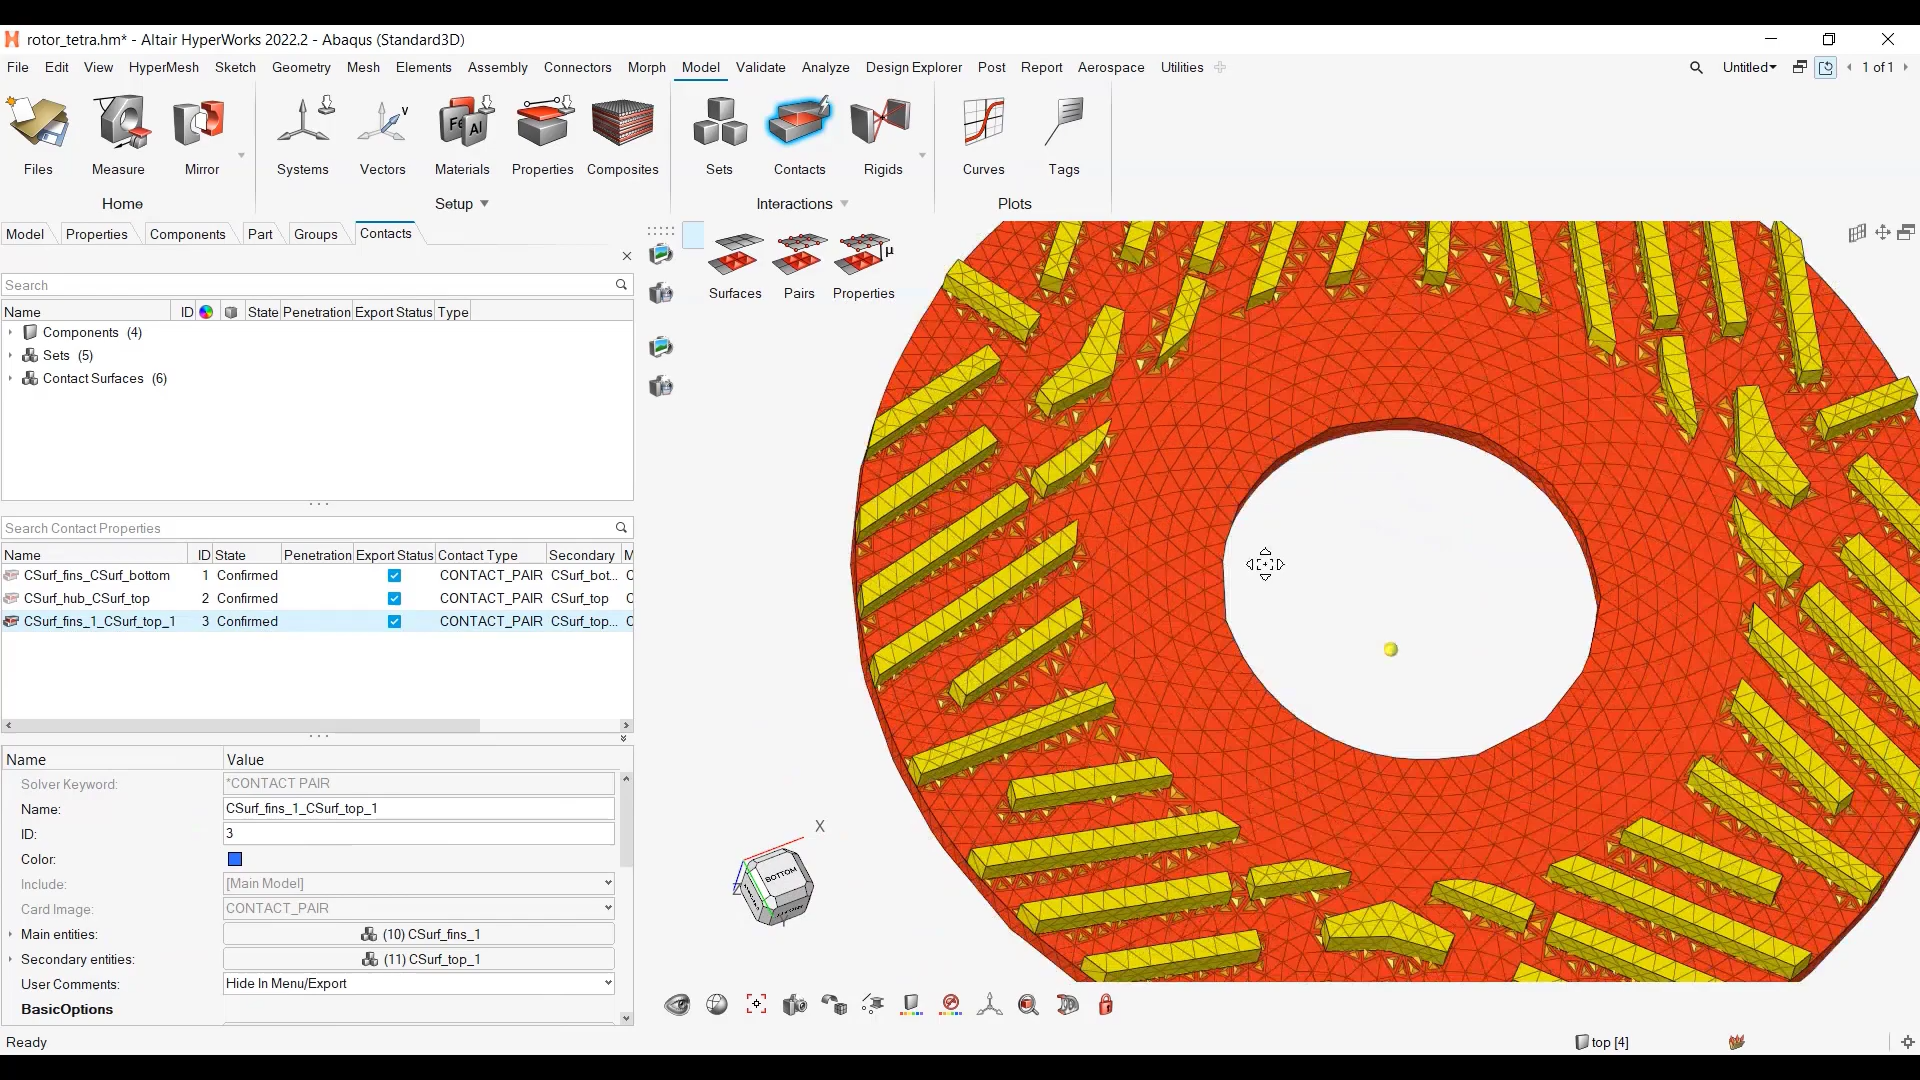 rotor_tetra.hm* - Altair HyperWorks 2022.2 - Abaqus (Standard3D)
File Edit View HyperMesh Sketch Geometry Mesh Elements Assembly Connectors Morph Model Validate Analyze Design Explorer Post Report Aerospace Utilities Untitled 1 of 1
Files Measure Mirror Systems Vectors Materials Properties Composites Sets Contacts Rigids Curves Tags
Home Setup Interactions Plots
Model Properties Components Part Groups Contacts
Search
Surfaces Pairs Properties
Name ID State Penetration Export Status Type
Components (4)
Sets (5)
Contact Surfaces (6)
Search Contact Properties
Name ID State Penetration Export Status Contact Type Secondary M
CSurf_fins_CSurf_bottom 1 Confirmed CONTACT_PAIR CSurf_bot... C
CSurf_hub_CSurf_top 2 Confirmed CONTACT_PAIR CSurf_top C
CSurf_fins_1_CSurf_top_1 3 Confirmed CONTACT_PAIR CSurf_top... C
Name Value
Solver Keyword: *CONTACT PAIR
Name: CSurf_fins_1_CSurf_top_1
ID: 3
Color:
Include: [Main Model]
Card Image: CONTACT_PAIR
Main entities: (10) CSurf_fins_1
Secondary entities: (11) CSurf_top_1
User Comments: Hide In Menu/Export
BasicOptions
X
BOTTOM
Z
Ready top [4]